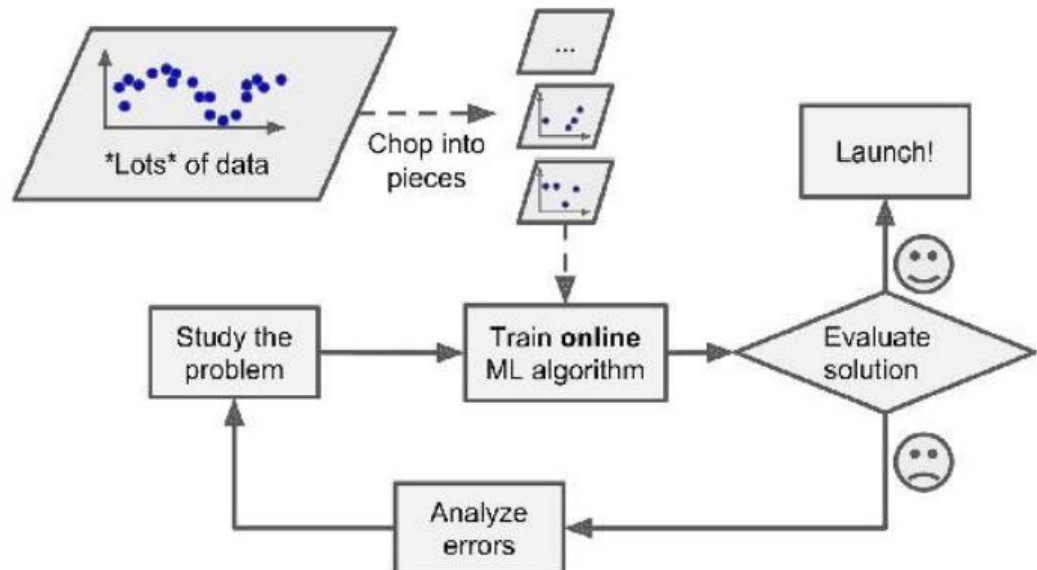 *Lots* of data
Chop into
pieces
...
Launch!
Study the
problem
Train online
ML algorithm
Evaluate
solution
Analyze
errors